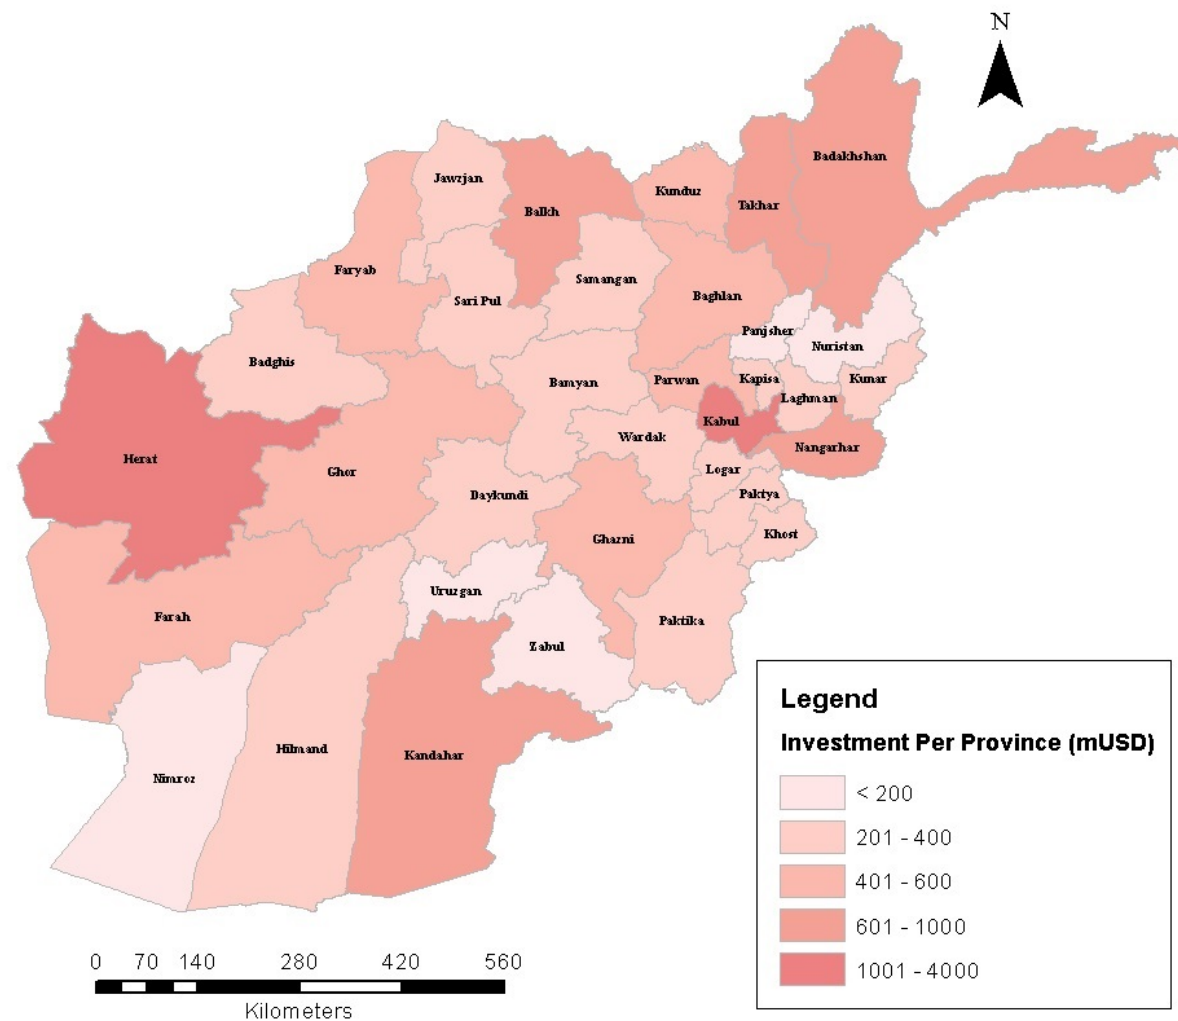 N
Badakhshan
Jawzjan
Kunduz
Takhar
Balkh
Faryab
Samangan
Sari Pul
Baghlan
Panjsher
Nuristan
Badghis
Bamyan
Parwan
Kapisa
Kunar
Laghman
Kabul
Wardak
Nangarhar
Herat
Ghor
Logar
Daykundi
Paktya
Khost
Ghazni
Uruzgan
Farah
Paktika
Zabul
Hilmand
Kandahar
Nimroz
Legend
Investment Per Province (mUSD)
< 200
201 - 400
401 - 600
601 - 1000
1001 - 4000
0 70 140 280 420 560
Kilometers